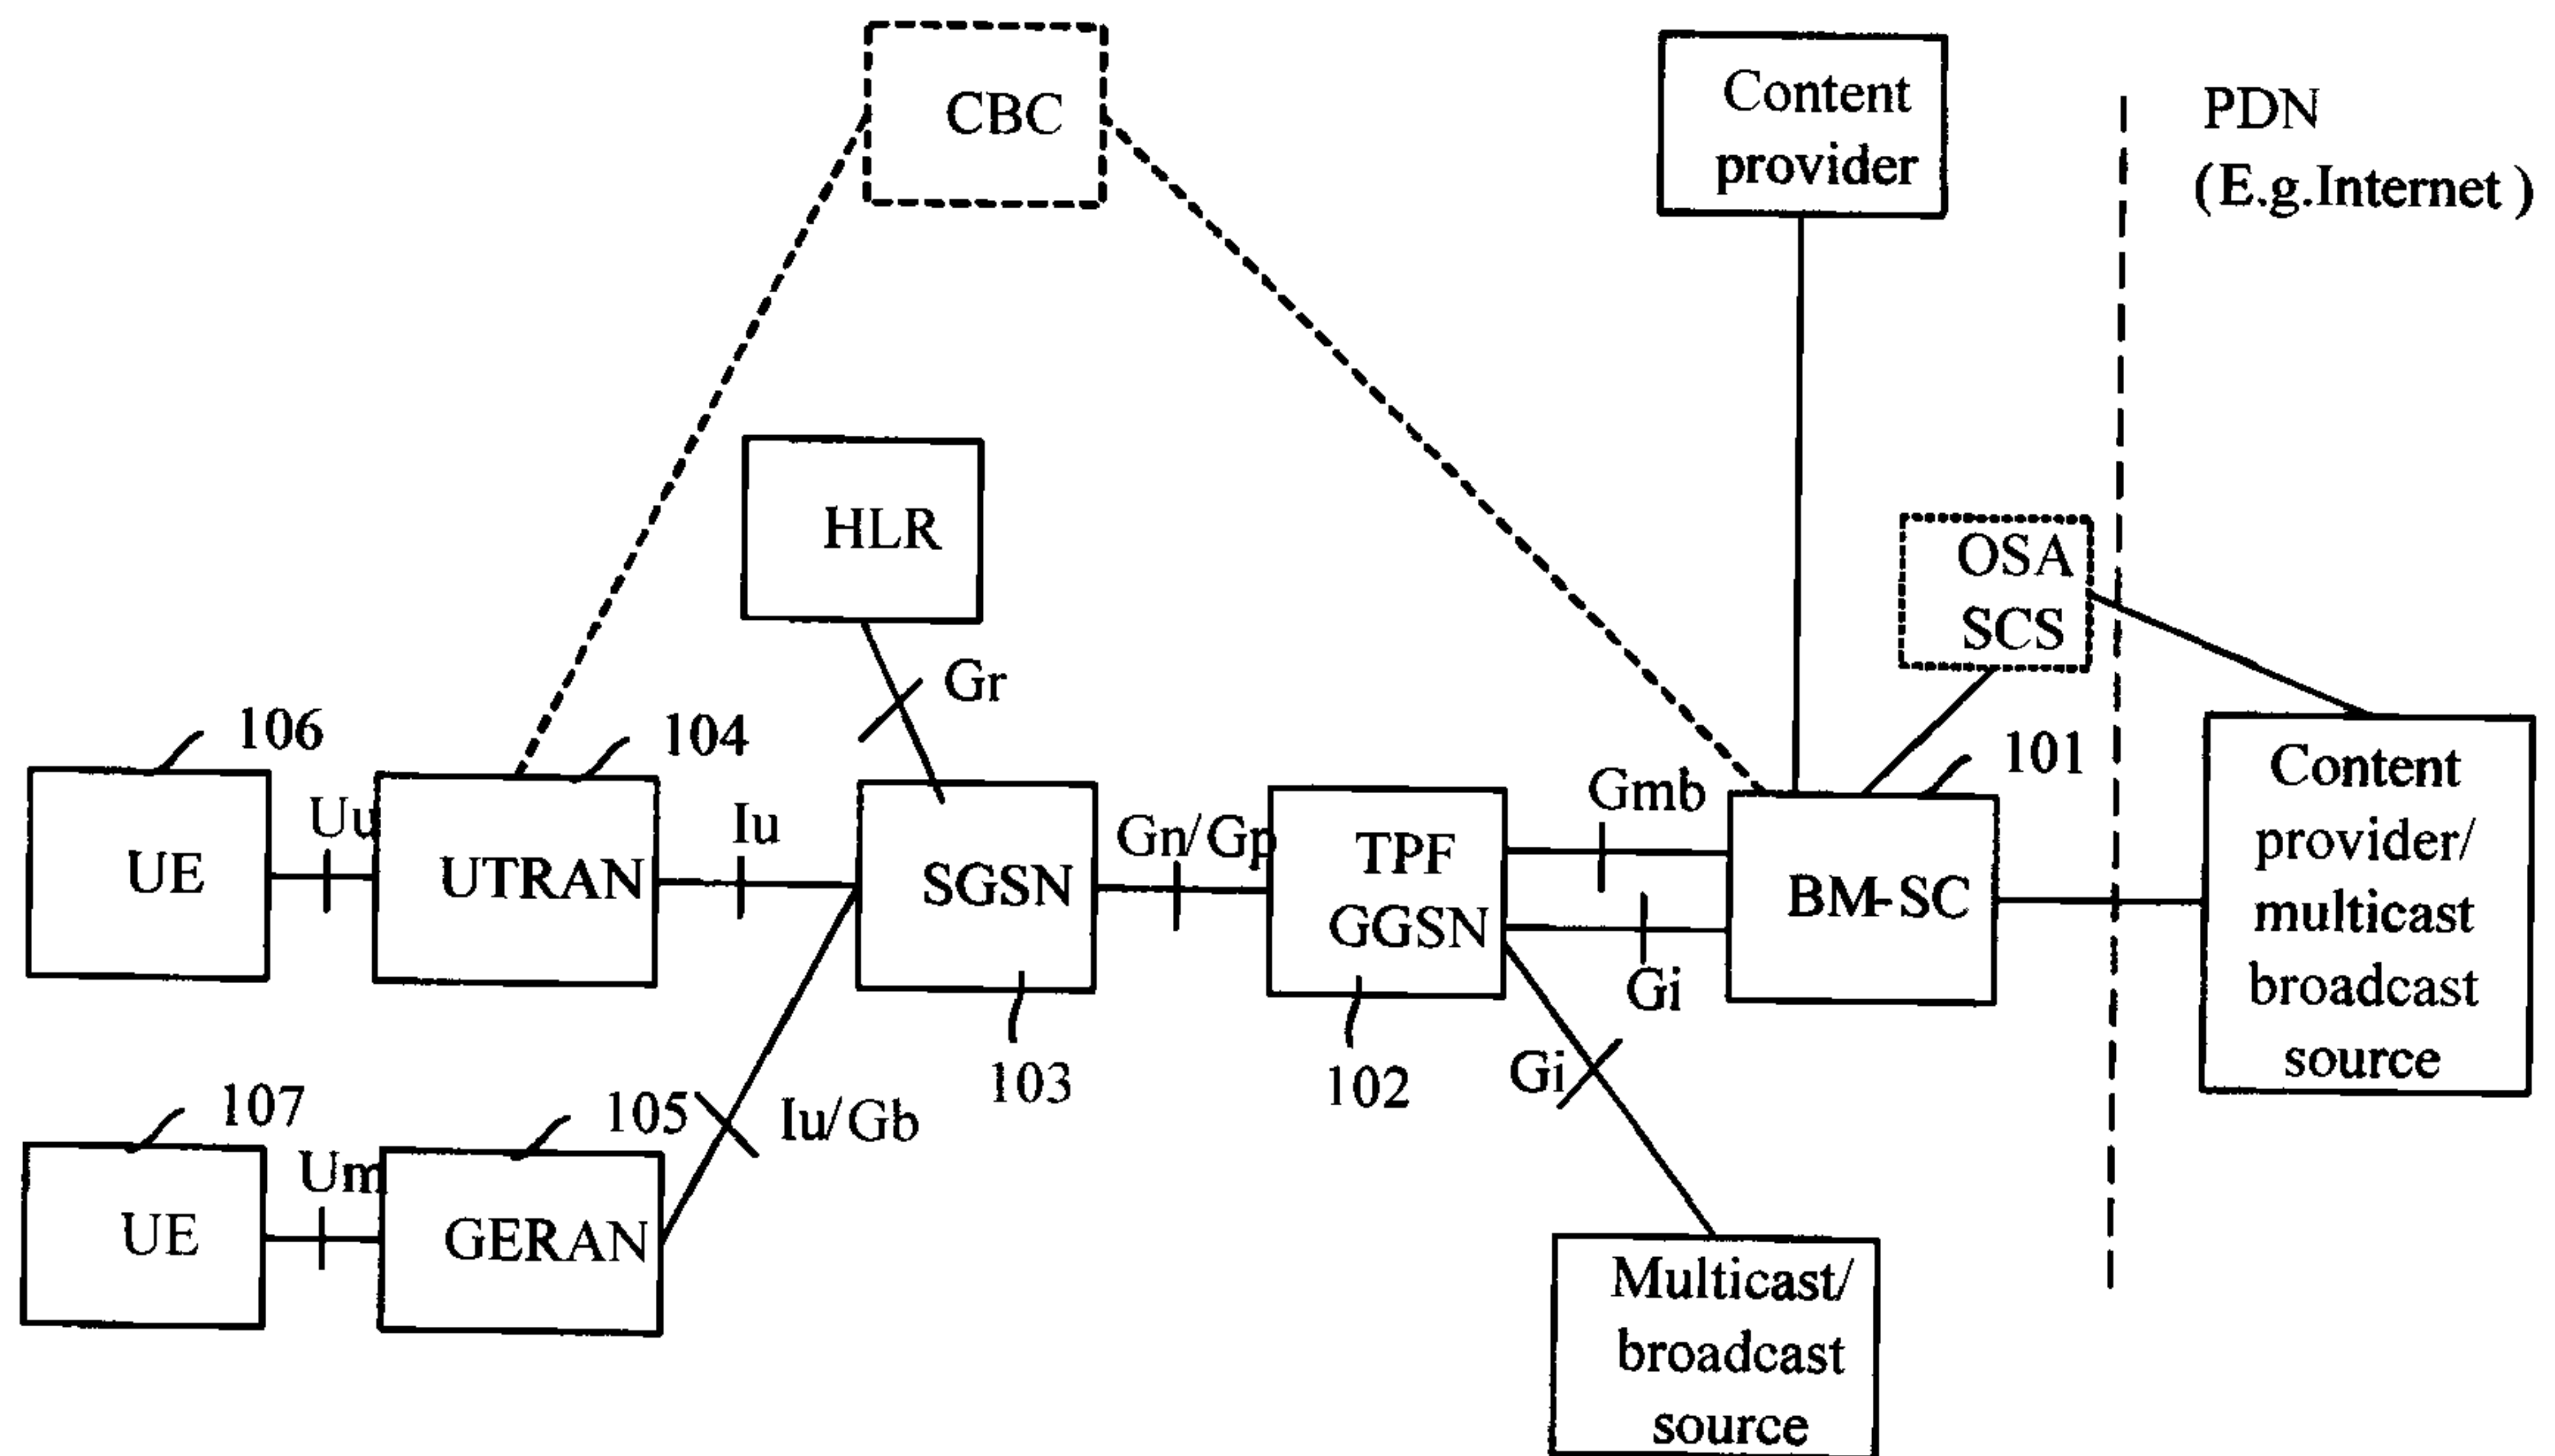 CBC
Content
provider
PDN
(E.g.Internet)
HLR
OSA
SCS
Gr
106
104
101
Uu
Iu
Gn/Gp
Gmb
UE
UTRAN
SGSN
TPF
GGSN
BM-SC
Content
provider/
multicast
broadcast
source
Gi
103
102
Gi
107
105
Iu/Gb
Um
UE
GERAN
Multicast/
broadcast
source